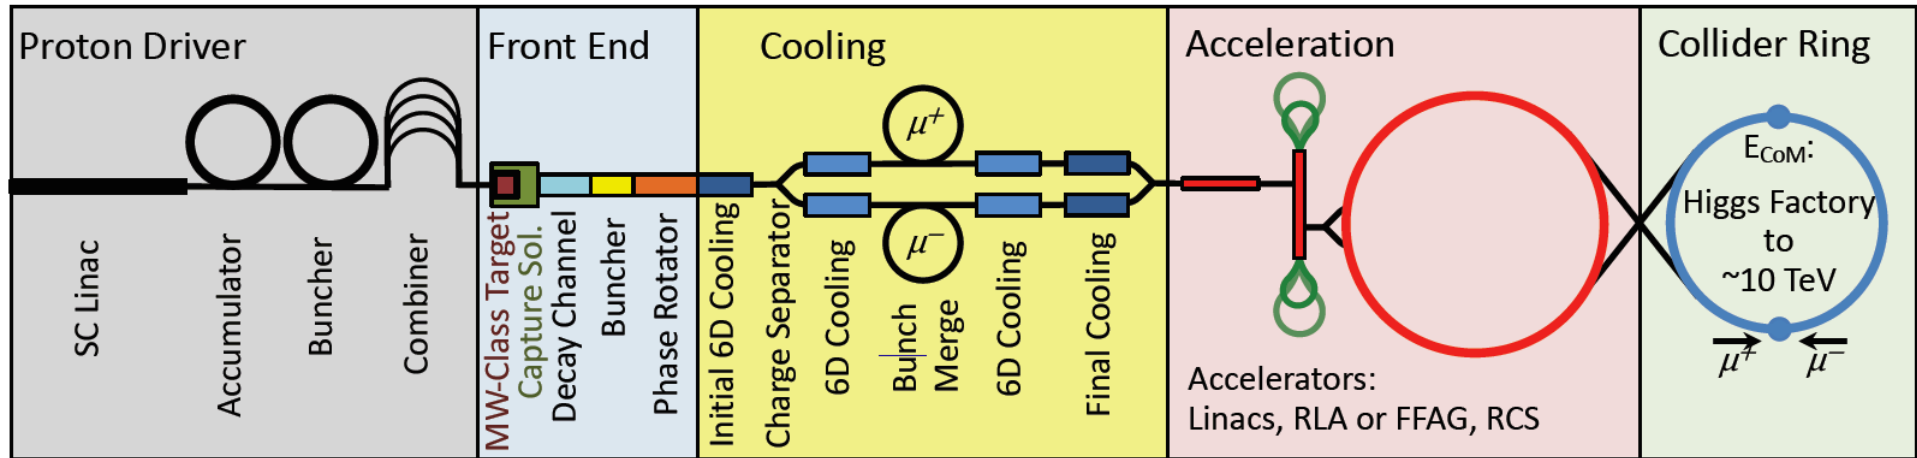 Proton Driver
Front End
Cooling
Acceleration
Collider Ring
SC Linac
Accumulator
Buncher
Combiner
MW-Class Target
Capture Sol.
Decay Channel
Buncher
Phase Rotator
Initial 6D Cooling
Charge Separator
6D Cooling
μ+
μ−
Bunch
Merge
6D Cooling
Final Cooling
Accelerators:
Linacs, RLA or FFAG, RCS
ECoM:
Higgs Factory
to
~10 TeV
μ+ μ−